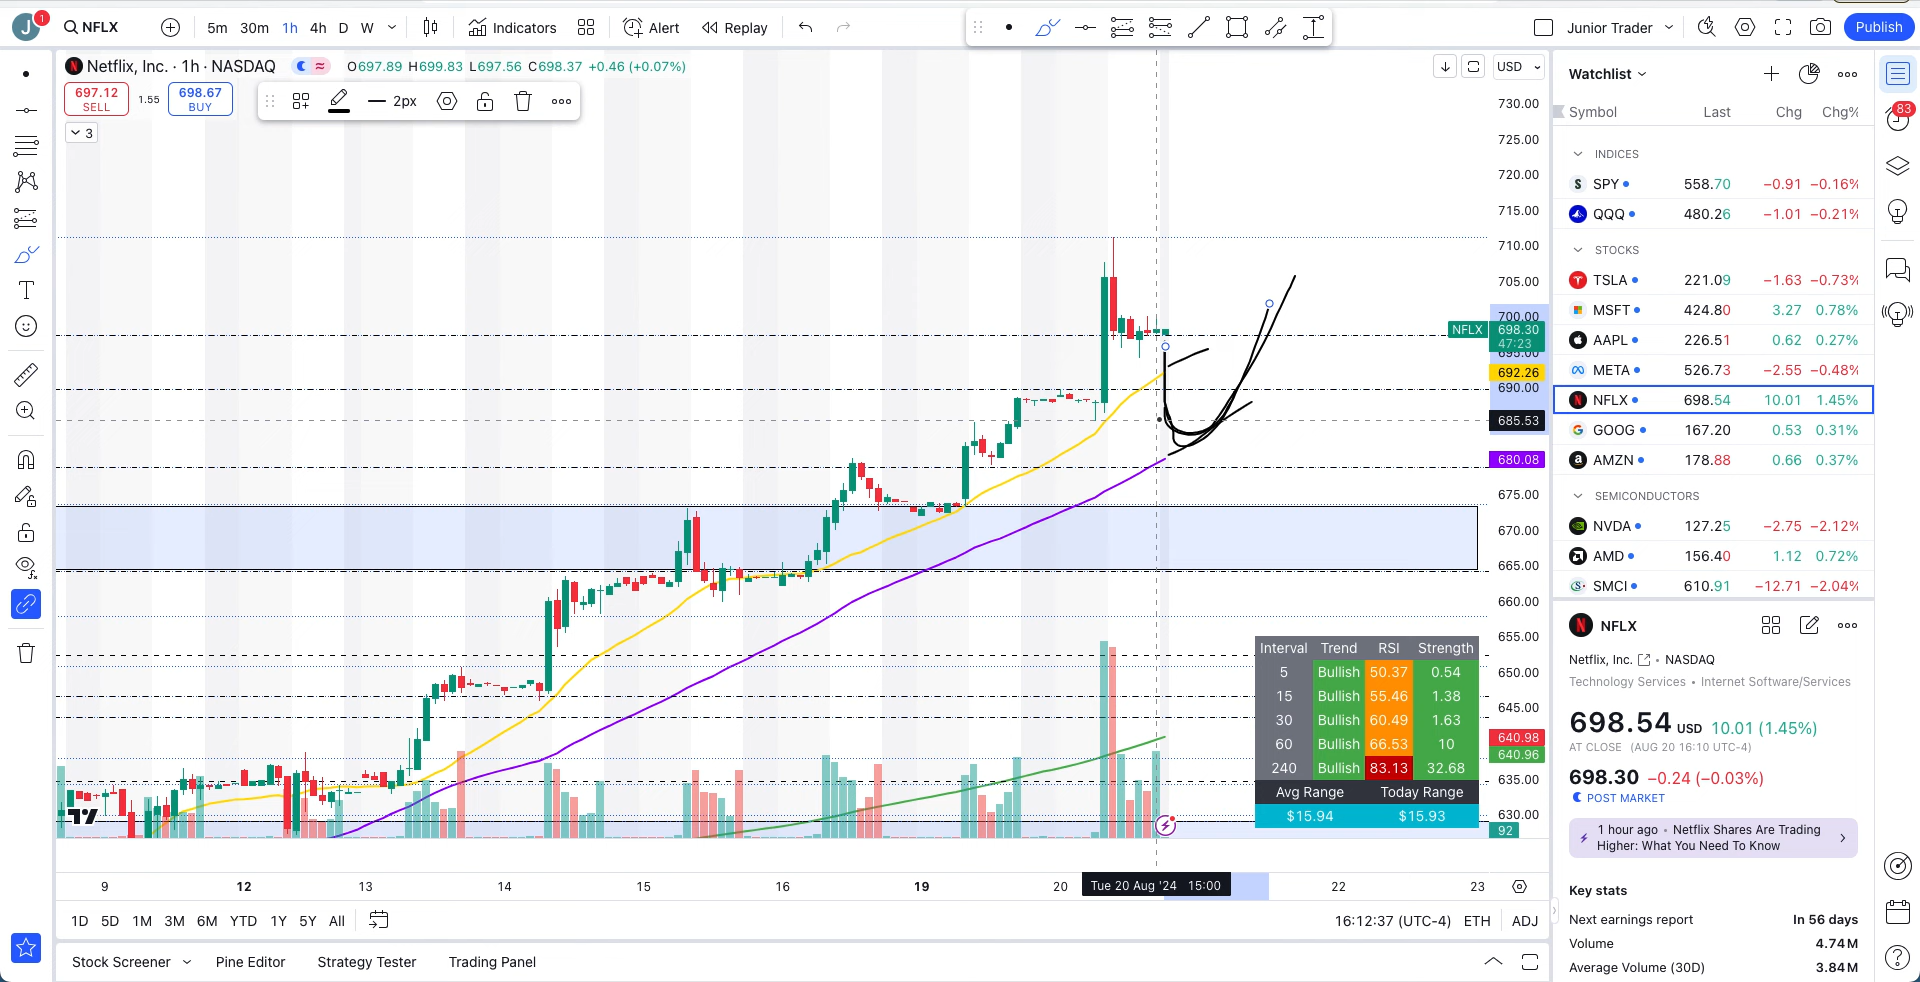 J 1 NFLX 5m 30m 1h 4h D W Indicators Alert Replay Junior Trader Publish
Netflix, Inc. · 1h · NASDAQ O697.89 H699.83 L697.56 C698.37 +0.46 (+0.07%)
697.12 SELL 1.55 698.67 BUY
2px
3
USD
730.00
725.00
720.00
715.00
710.00
705.00
700.00
NFLX 698.30
47:23
695.00
692.26
690.00
685.53
680.08
675.00
670.00
665.00
660.00
655.00
650.00
645.00
640.98
640.96
635.00
630.00
92
Interval Trend RSI Strength
5 Bullish 50.37 0.54
15 Bullish 55.46 1.38
30 Bullish 60.49 1.63
60 Bullish 66.53 10
240 Bullish 83.13 32.68
Avg Range Today Range
$15.94 $15.93
9 12 13 14 15 16 19 20 Tue 20 Aug '24 15:00 22 23
1D 5D 1M 3M 6M YTD 1Y 5Y All 16:12:37 (UTC-4) ETH ADJ
Stock Screener Pine Editor Strategy Tester Trading Panel
Watchlist
Symbol Last Chg Chg%
INDICES
SPY 558.70 −0.91 −0.16%
QQQ 480.26 −1.01 −0.21%
STOCKS
TSLA 221.09 −1.63 −0.73%
MSFT 424.80 3.27 0.78%
AAPL 226.51 0.62 0.27%
META 526.73 −2.55 −0.48%
NFLX 698.54 10.01 1.45%
GOOG 167.20 0.53 0.31%
AMZN 178.88 0.66 0.37%
SEMICONDUCTORS
NVDA 127.25 −2.75 −2.12%
AMD 156.40 1.12 0.72%
SMCI 610.91 −12.71 −2.04%
NFLX
Netflix, Inc. • NASDAQ
Technology Services • Internet Software/Services
698.54 USD 10.01 (1.45%)
AT CLOSE (AUG 20 16:10 UTC-4)
698.30 −0.24 (−0.03%)
POST MARKET
1 hour ago • Netflix Shares Are Trading
Higher: What You Need To Know
Key stats
Next earnings report In 56 days
Volume 4.74M
Average Volume (30D) 3.84M
83